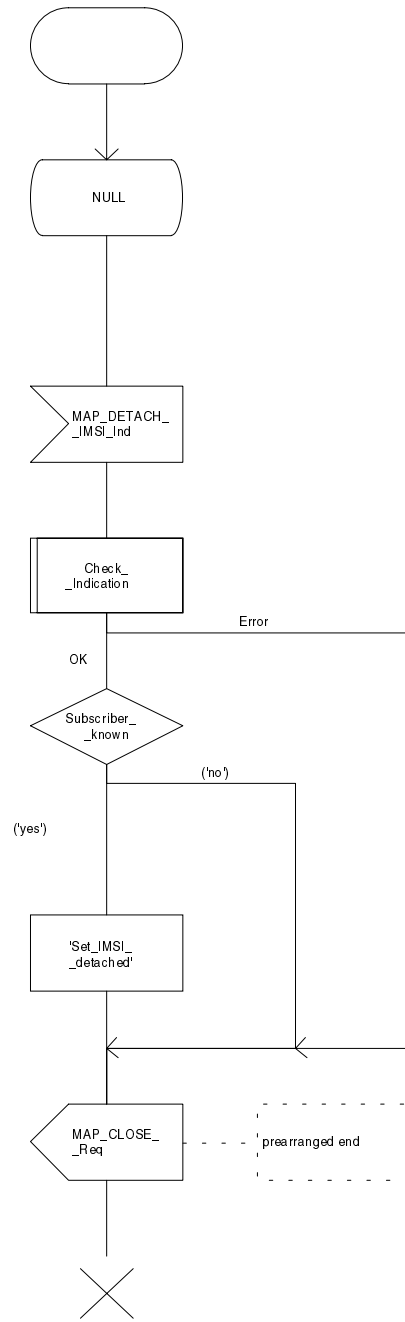 NULL
MAP_DETACH_
_IMSI_Ind
Check_
_Indication
Error
OK
Subscriber_
_known
('no')
('yes')
'Set_IMSI_
_detached'
MAP_CLOSE_
_Req
prearranged end